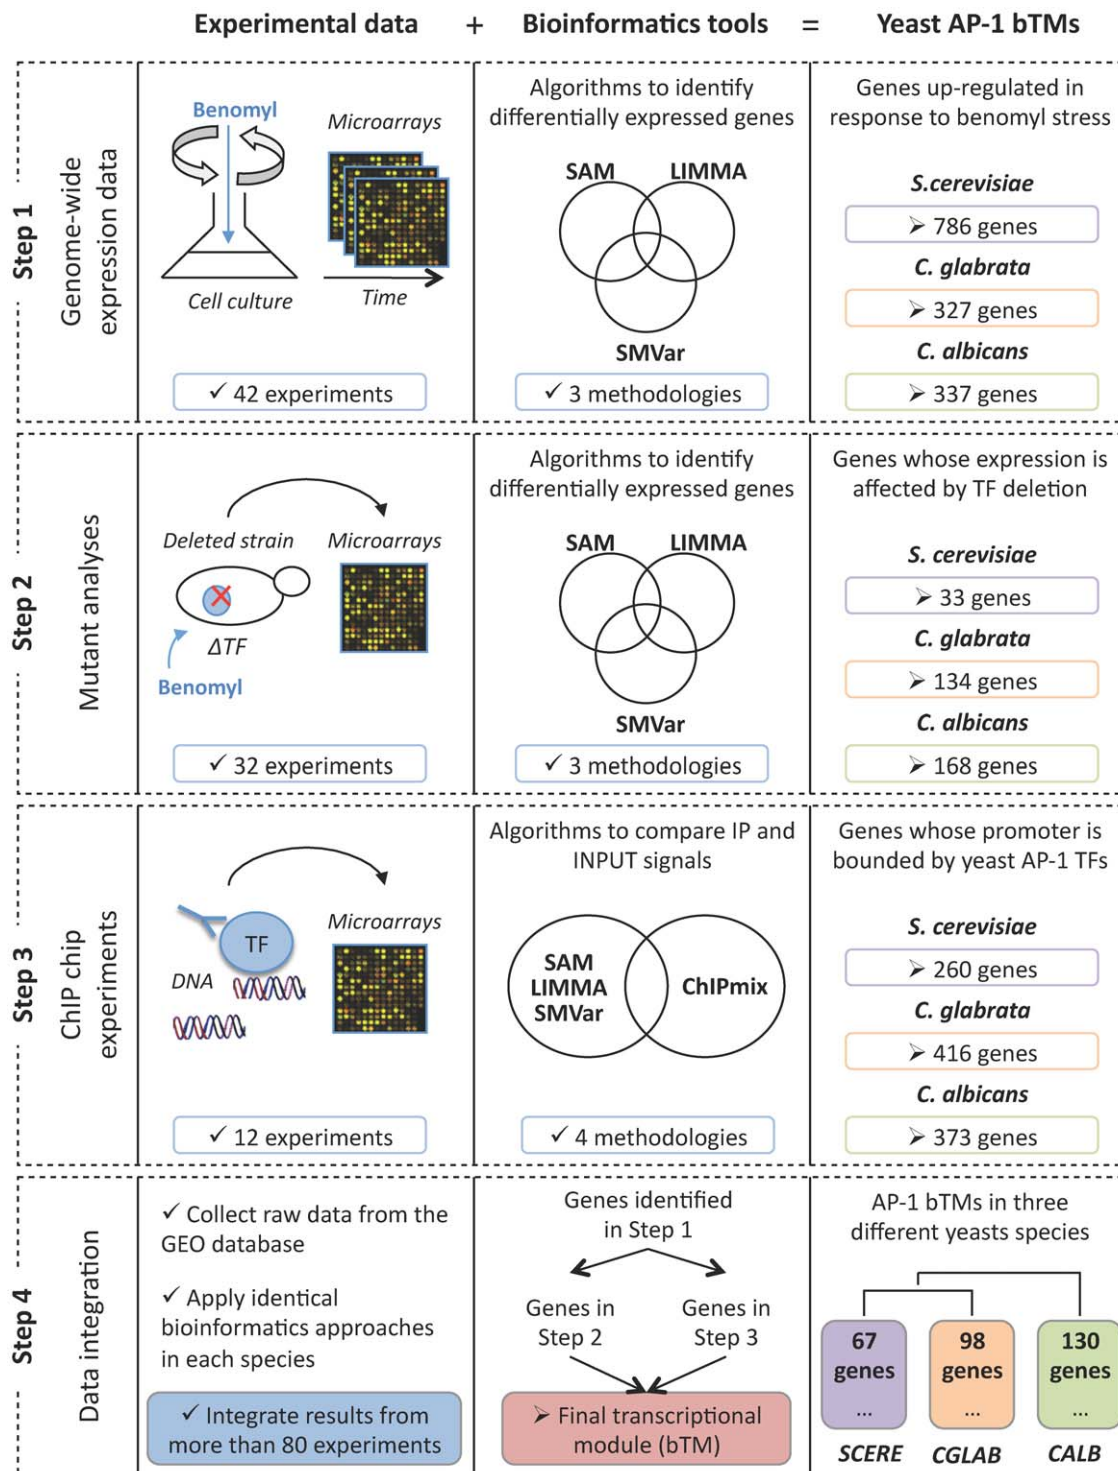 Experimental data + Bioinformatics tools = Yeast AP-1 bTMs
Step 1
Genome-wide
expression data
Benomyl
Microarrays
Cell culture
Time
✓ 42 experiments
Algorithms to identify
differentially expressed genes
SAM
LIMMA
SMVar
✓ 3 methodologies
Genes up-regulated in
response to benomyl stress
S.cerevisiae
➢ 786 genes
C. glabrata
➢ 327 genes
C. albicans
➢ 337 genes
Step 2
Mutant analyses
Deleted strain
Microarrays
ΔTF
Benomyl
✓ 32 experiments
Algorithms to identify
differentially expressed genes
SAM
LIMMA
SMVar
✓ 3 methodologies
Genes whose expression is
affected by TF deletion
S. cerevisiae
➢ 33 genes
C. glabrata
➢ 134 genes
C. albicans
➢ 168 genes
Step 3
ChIP chip
experiments
Microarrays
TF
DNA
✓ 12 experiments
Algorithms to compare IP and
INPUT signals
SAM
LIMMA
SMVar
ChIPmix
✓ 4 methodologies
Genes whose promoter is
bounded by yeast AP-1 TFs
S. cerevisiae
➢ 260 genes
C. glabrata
➢ 416 genes
C. albicans
➢ 373 genes
Step 4
Data integration
✓ Collect raw data from the
GEO database
✓ Apply identical
bioinformatics approaches
in each species
✓ Integrate results from
more than 80 experiments
Genes identified
in Step 1
Genes in
Step 2
Genes in
Step 3
➢ Final transcriptional
module (bTM)
AP-1 bTMs in three
different yeasts species
67
genes
...
98
genes
...
130
genes
...
SCERE
CGLAB
CALB